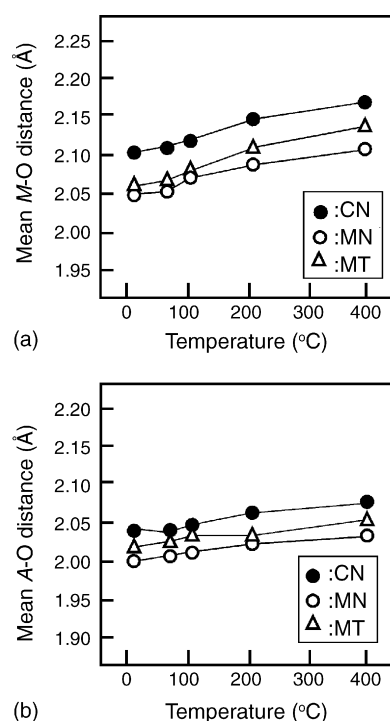 (a)
Mean M-O distance (Å)
2.25
2.20
2.15
2.10
2.05
2.00
1.95
:CN
:MN
:MT
0 100 200 300 400
Temperature (°C)
(b)
Mean A-O distance (Å)
2.20
2.15
2.10
2.05
2.00
1.95
1.90
:CN
:MN
:MT
0 100 200 300 400
Temperature (°C)